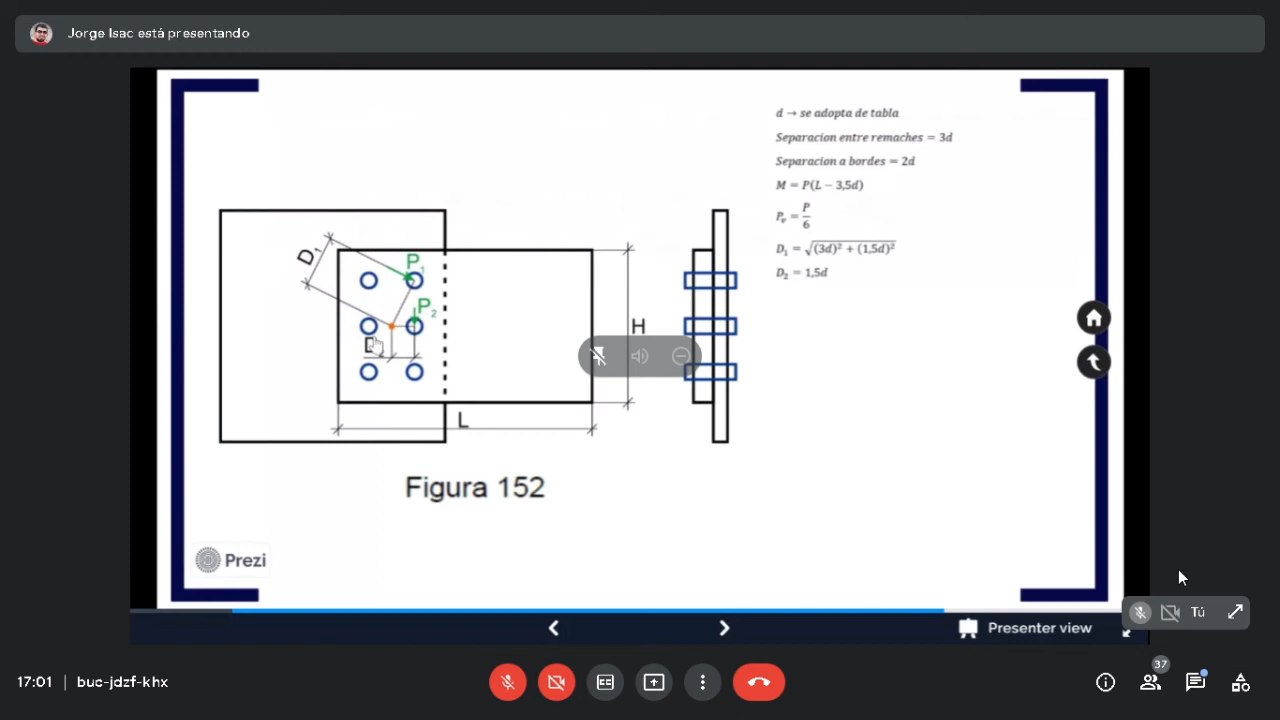 Jorge Isac está presentando
d → se adopta de tabla
Separacion entre remaches = 3d
Separacion a bordes = 2d
M = P(L − 3,5d)
Pᵥ = P/6
D₁ = √(3d)² + (1,5d)²
D₂ = 1,5d
D₁
P₁
P₂
H
L
Figura 152
Prezi
Tú
Presenter view
17:01 | buc-jdzf-khx
37